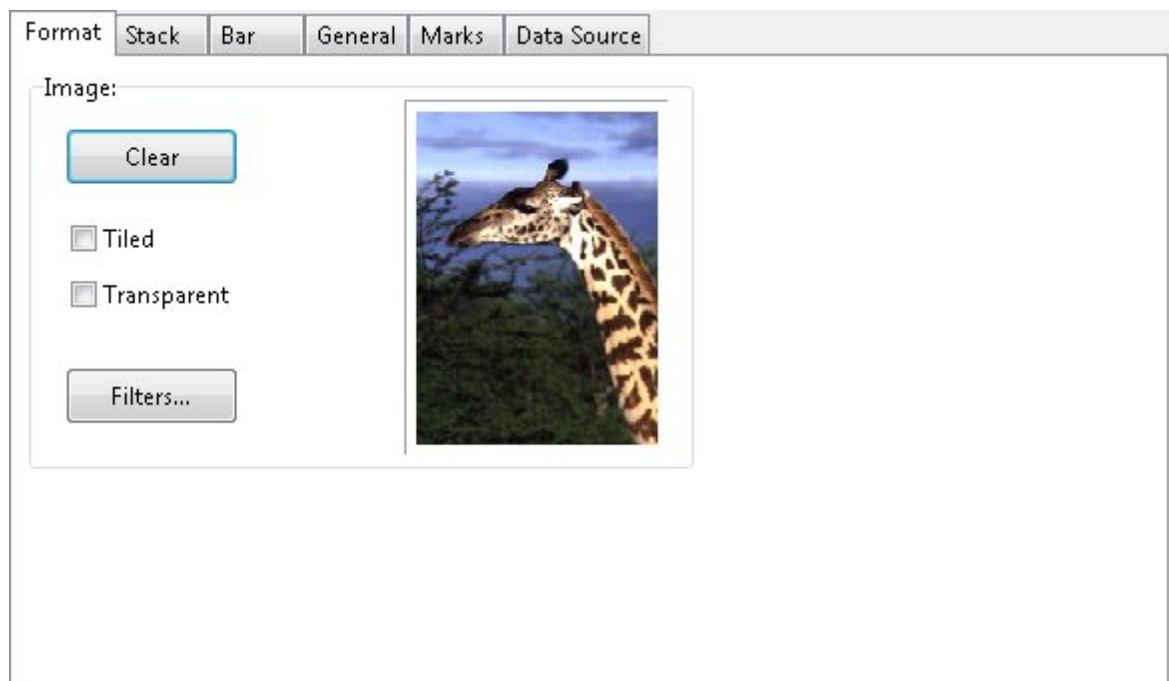 Format Stack Bar General Marks Data Source
Image:
Clear
Tiled
Transparent
Filters...